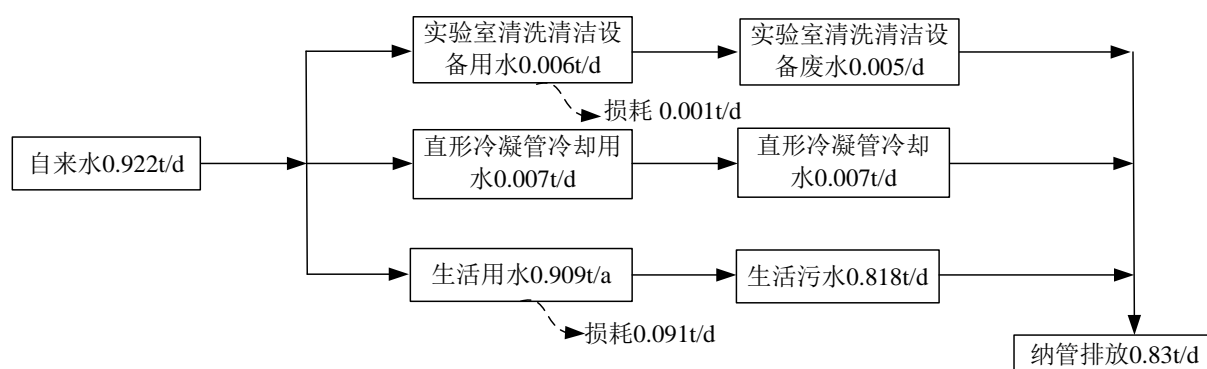 实验室清洗清洁设
备用水0.006t/d
实验室清洗清洁设
备废水0.005/d
损耗 0.001t/d
自来水0.922t/d
直形冷凝管冷却用
水0.007t/d
直形冷凝管冷却
水0.007t/d
生活用水0.909t/a
生活污水0.818t/d
损耗0.091t/d
纳管排放0.83t/d